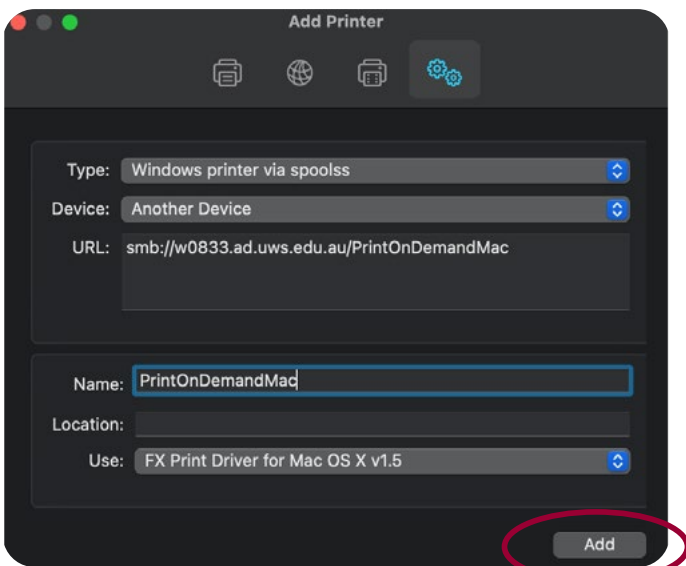 Add Printer
Type: Windows printer via spoolss
Device: Another Device
URL: smb://w0833.ad.uws.edu.au/PrintOnDemandMac
Name: PrintOnDemandMac
Location:
Use: FX Print Driver for Mac OS X v1.5
Add